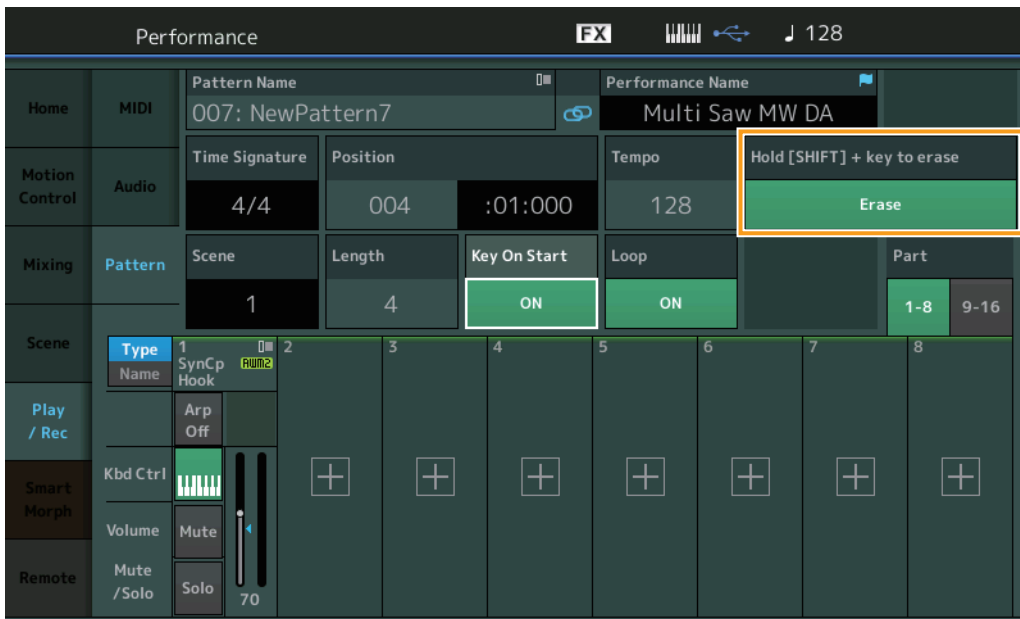 Performance
FX
128
Home
Motion
Control
Mixing
Scene
Play
/ Rec
Smart
Morph
Remote
MIDI
Audio
Pattern
Pattern Name
007: NewPattern7
Performance Name
Multi Saw MW DA
Time Signature
4/4
Position
004 :01:000
Tempo
128
Hold [SHIFT] + key to erase
Erase
Scene
1
Length
4
Key On Start
ON
Loop
ON
Part
1-8 9-16
Type
Name
1 2 3 4 5 6 7 8
SynCp
Hook
AWM2
Arp
Off
Kbd Ctrl
Volume
Mute
Mute
/Solo
Solo
70